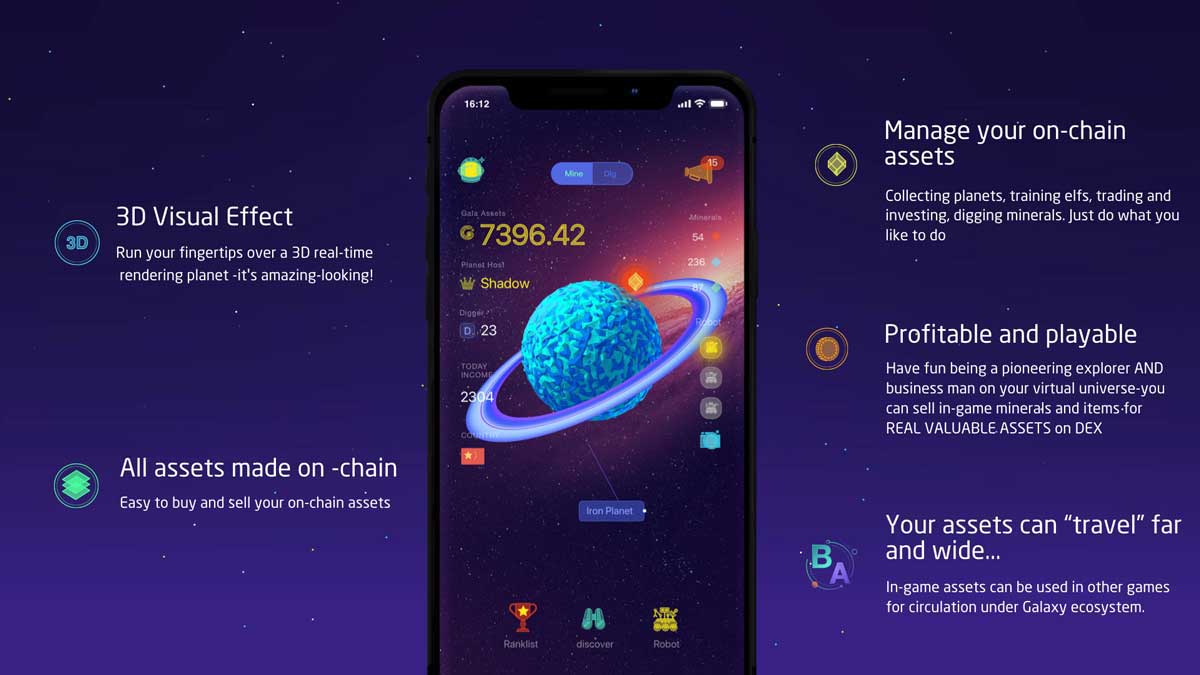 3D
3D Visual Effect
Run your fingertips over a 3D real-time
rendering planet -it's amazing-looking!
All assets made on -chain
Easy to buy and sell your on-chain assets
16:12
Mine
Dig
15
Gala Assets
7396.42
Planet Host
Shadow
Digger
D.
23
TODAY
INCOME
2304
COUNTRY
Minerals
54
236
87
Robot
Iron Planet
Ranklist
discover
Robot
Manage your on-chain
assets
Collecting planets, training elfs, trading and
investing, digging minerals. Just do what you
like to do
Profitable and playable
Have fun being a pioneering explorer AND
business man on your virtual universe-you
can sell in-game minerals and items for
REAL VALUABLE ASSETS on DEX
B
A
Your assets can “travel” far
and wide...
In-game assets can be used in other games
for circulation under Galaxy ecosystem.